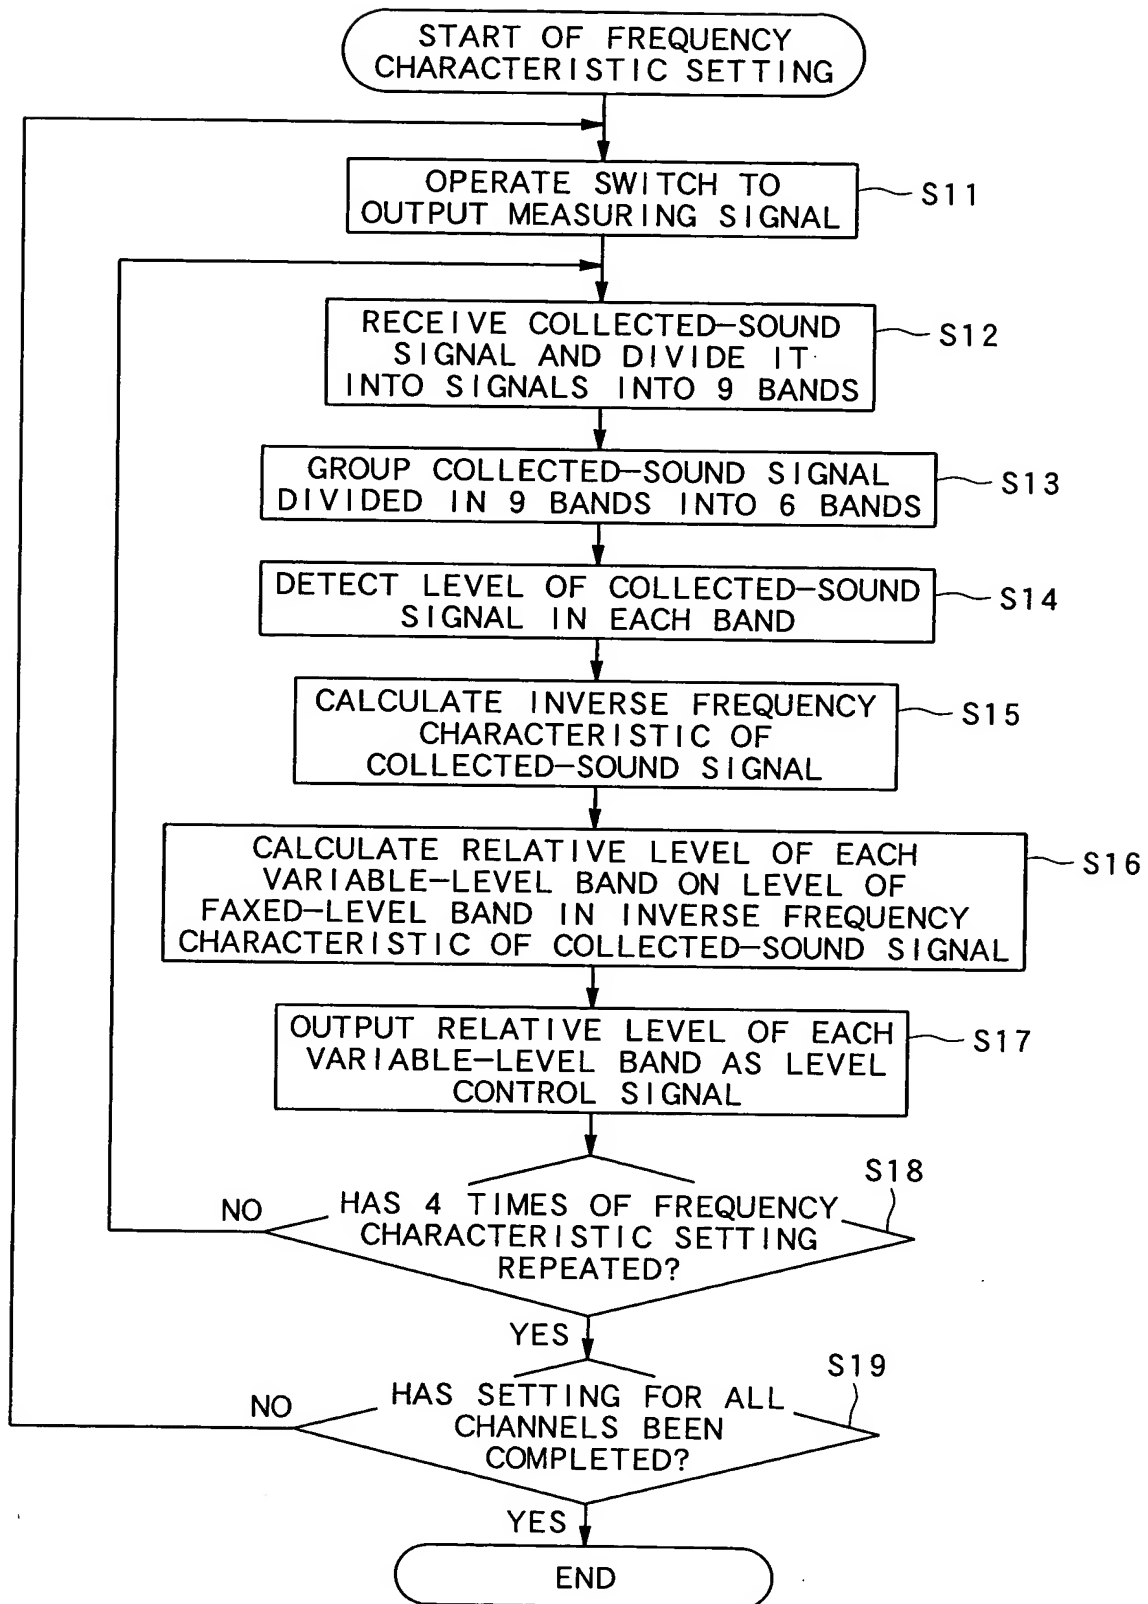 START OF FREQUENCY
CHARACTERISTIC SETTING
OPERATE SWITCH TO
OUTPUT MEASURING SIGNAL
S11
RECEIVE COLLECTED-SOUND
SIGNAL AND DIVIDE IT
INTO SIGNALS INTO 9 BANDS
S12
GROUP COLLECTED-SOUND SIGNAL
DIVIDED IN 9 BANDS INTO 6 BANDS
S13
DETECT LEVEL OF COLLECTED-SOUND
SIGNAL IN EACH BAND
S14
CALCULATE INVERSE FREQUENCY
CHARACTERISTIC OF
COLLECTED-SOUND SIGNAL
S15
CALCULATE RELATIVE LEVEL OF EACH
VARIABLE-LEVEL BAND ON LEVEL OF
FAXED-LEVEL BAND IN INVERSE FREQUENCY
CHARACTERISTIC OF COLLECTED-SOUND SIGNAL
S16
OUTPUT RELATIVE LEVEL OF EACH
VARIABLE-LEVEL BAND AS LEVEL
CONTROL SIGNAL
S17
S18
NO
HAS 4 TIMES OF FREQUENCY
CHARACTERISTIC SETTING
REPEATED?
YES
S19
NO
HAS SETTING FOR ALL
CHANNELS BEEN
COMPLETED?
YES
END